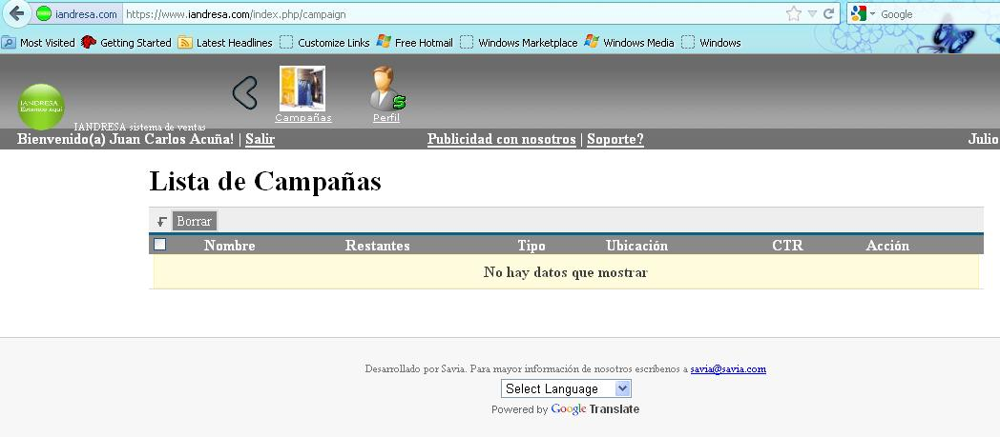 iandresa.com https://www.iandresa.com/index.php/campaign Google
Most Visited Getting Started Latest Headlines Customize Links Free Hotmail Windows Marketplace Windows Media Windows
IANDRESA
Estamos aquí
Campañas Perfil
IANDRESA sistema de ventas
Bienvenido(a) Juan Carlos Acuña! | Salir Publicidad con nosotros | Soporte? Julio
Lista de Campañas
Borrar
Nombre Restantes Tipo Ubicación CTR Acción
No hay datos que mostrar
Desarrollado por Savia. Para mayor información de nosotros escríbenos a savia@savia.com
Select Language
Powered by Google Translate